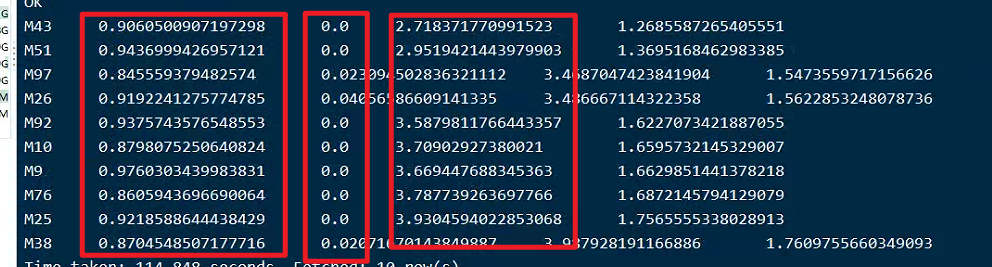 OK
M43 0.9060500907197298 0.0 2.718371770991523 1.2685587265405551
M51 0.9436999426957121 0.0 2.9519421443979903 1.3695168462983385
M97 0.845559379482574 0.023094502836321112 3.4687047423841904 1.5473559717156626
M26 0.9192241275774785 0.04056586609141335 3.486667114322358 1.5622853248078736
M92 0.9375743576548553 0.0 3.5879811766443357 1.6227073421887055
M10 0.8798075250640824 0.0 3.70902927380021 1.6595732145329007
M9 0.9760303439983831 0.0 3.669447688345363 1.6629851441378218
M76 0.8605943696690064 0.0 3.787739263697766 1.6872145794129079
M25 0.9218588644438429 0.0 3.9304594022853068 1.7565555338028913
M38 0.8704548507177716 0.02071670143849887 3.937928191166886 1.7609755660349093
Time taken: 114.848 seconds, Fetched: 10 row(s)